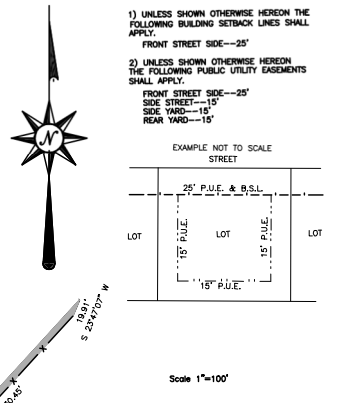 1) UNLESS SHOWN OTHERWISE HEREON THE
FOLLOWING BUILDING SETBACK LINES SHALL
APPLY.
FRONT STREET SIDE--25'
2) UNLESS SHOWN OTHERWISE HEREON
THE FOLLOWING PUBLIC UTILITY EASEMENTS
SHALL APPLY.
FRONT STREET SIDE--25'
SIDE STREET--15'
SIDE YARD--15'
REAR YARD--15'
N
EXAMPLE NOT TO SCALE
STREET
25' P.U.E. & B.S.L.
LOT
15' P.U.E.
LOT
15' P.U.E.
LOT
15' P.U.E.
19.91'
S 23°47'07" W
Scale 1"=100'